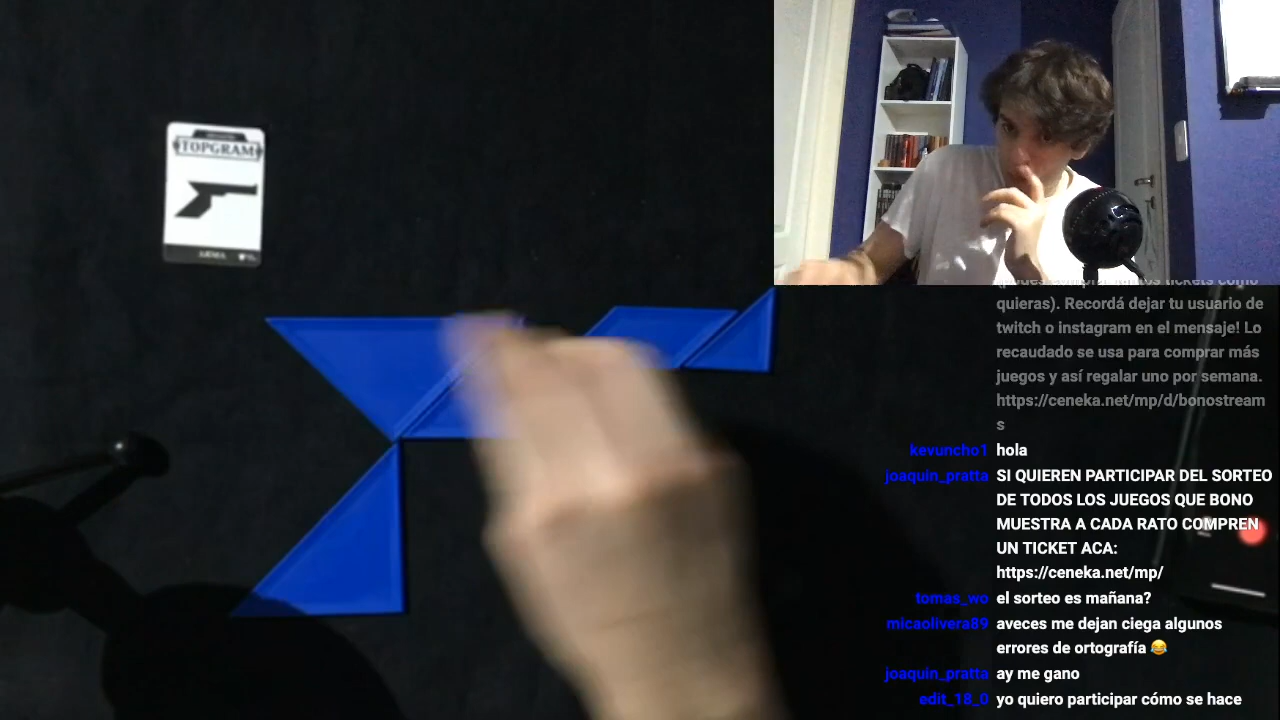 TOPGRAM
ARMA
quieras). Recordá dejar tu usuario de
twitch o instagram en el mensaje! Lo
recaudado se usa para comprar más
juegos y así regalar uno por semana.
https://ceneka.net/mp/d/bonostream
s
kevuncho1 hola
joaquin_pratta SI QUIEREN PARTICIPAR DEL SORTEO
DE TODOS LOS JUEGOS QUE BONO
MUESTRA A CADA RATO COMPREN
UN TICKET ACA:
https://ceneka.net/mp/
tomas_wo el sorteo es mañana?
micaolivera89 aveces me dejan ciega algunos
errores de ortografía 😂
joaquin_pratta ay me gano
edit_18_0 yo quiero participar cómo se hace